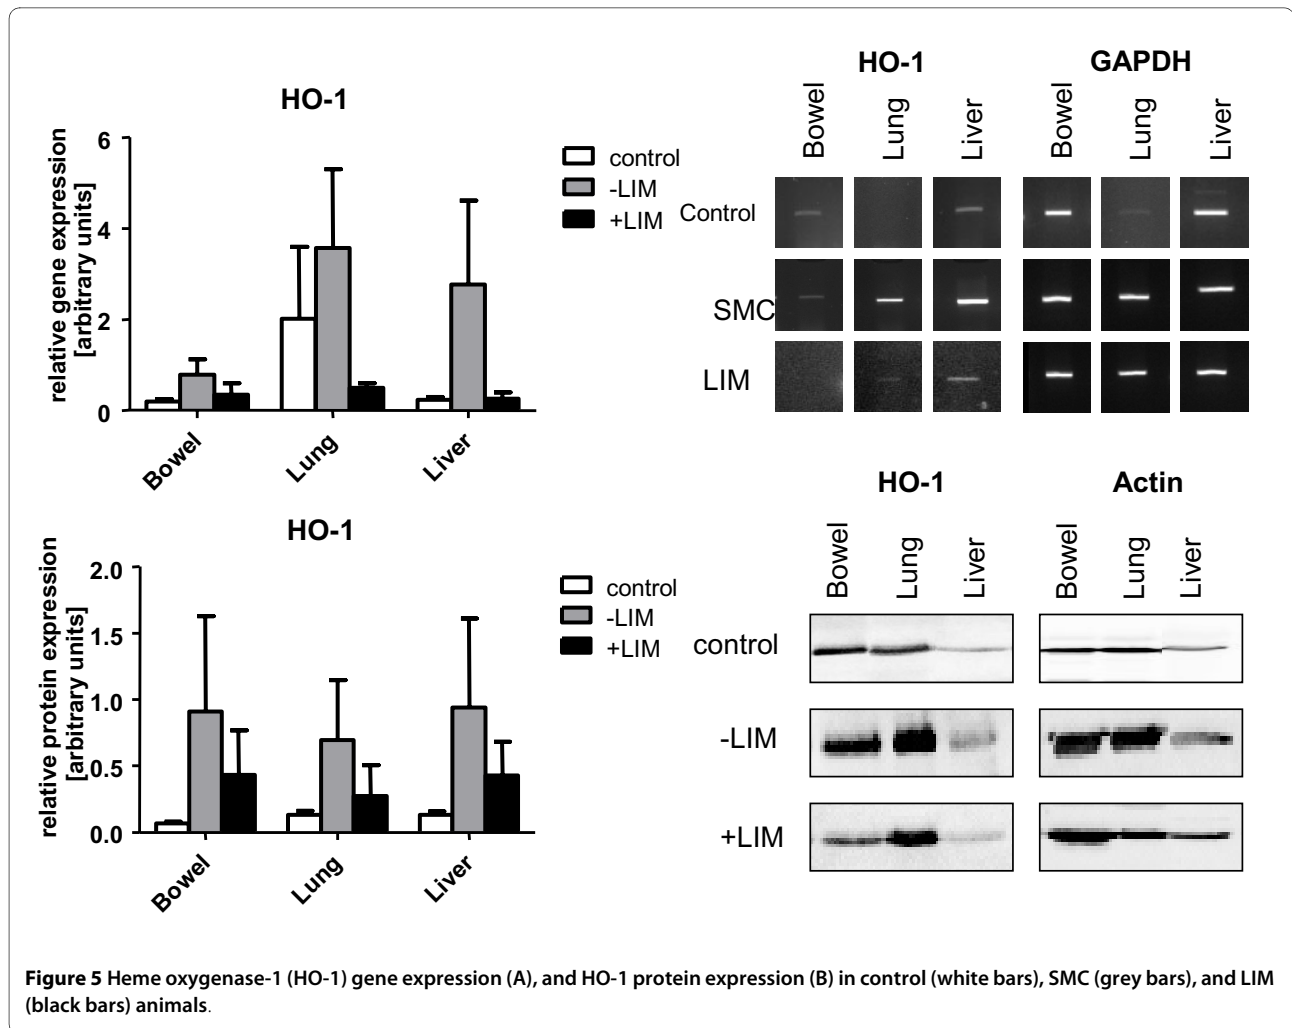 HO-1
relative gene expression
[arbitrary units]
6
4
2
0
Bowel
Lung
Liver
control
-LIM
+LIM
HO-1
GAPDH
Bowel
Lung
Liver
Bowel
Lung
Liver
Control
SMC
LIM
HO-1
relative protein expression
[arbitrary units]
2.0
1.5
1.0
0.5
0.0
Bowel
Lung
Liver
control
-LIM
+LIM
HO-1
Actin
Bowel
Lung
Liver
Bowel
Lung
Liver
control
-LIM
+LIM
Figure 5 Heme oxygenase-1 (HO-1) gene expression (A), and HO-1 protein expression (B) in control (white bars), SMC (grey bars), and LIM
(black bars) animals.